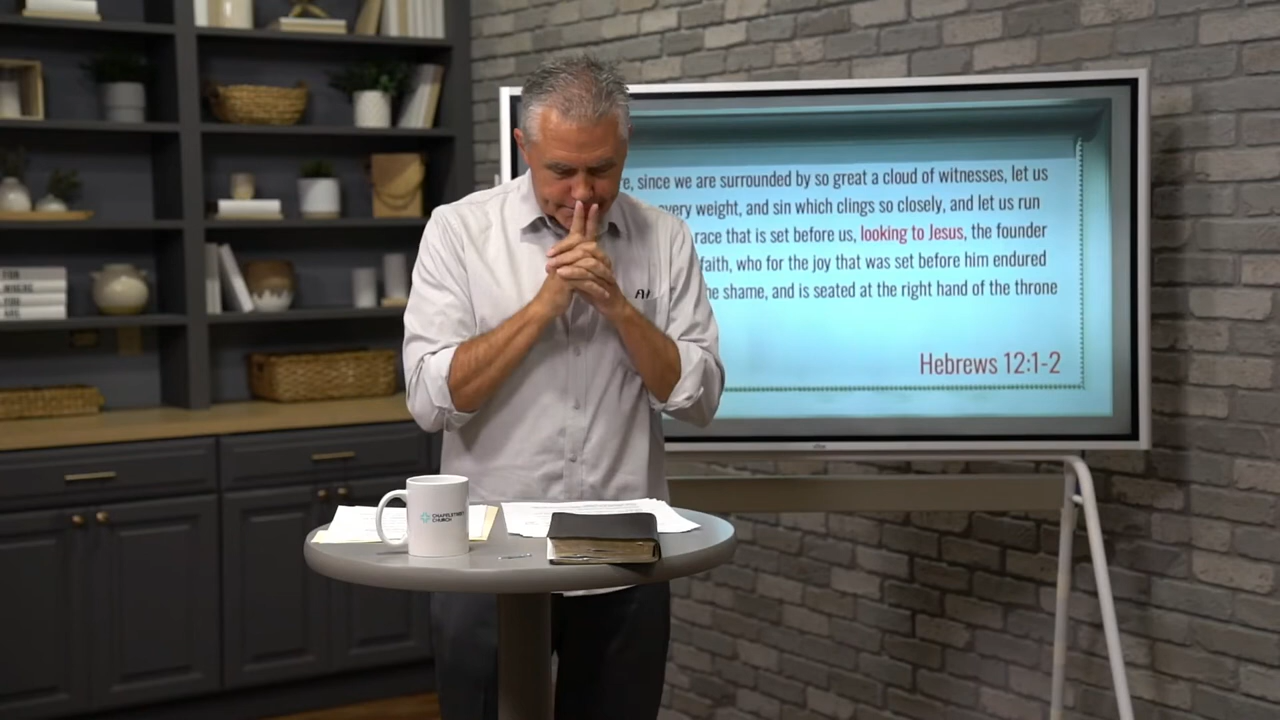 re, since we are surrounded by so great a cloud of witnesses, let us
every weight, and sin which clings so closely, and let us run
race that is set before us, looking to Jesus, the founder
faith, who for the joy that was set before him endured
he shame, and is seated at the right hand of the throne
Hebrews 12:1-2
CHAPELSTREET
CHURCH